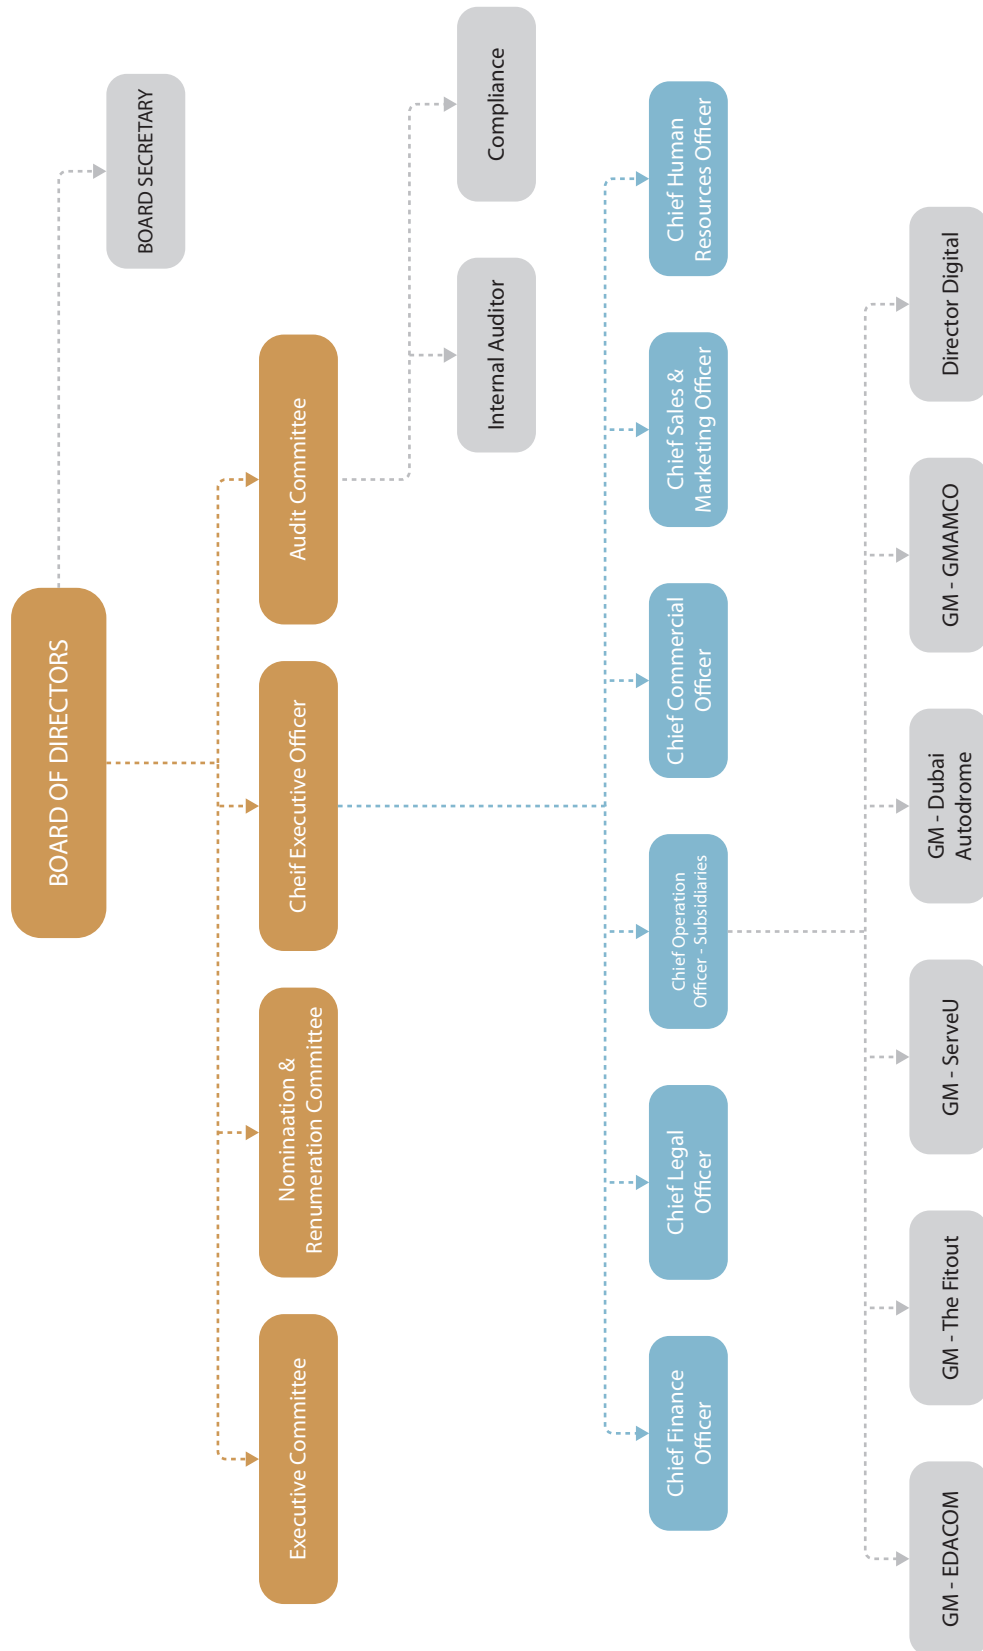 BOARD OF DIRECTORS
BOARD SECRETARY
Executive Committee
Nominaation &
Renumeration Committee
Cheif Executive Officer
Audit Committee
Internal Auditor
Compliance
Chief Finance
Officer
Chief Legal
Officer
Chief Operation
Officer - Subsidiaries
Chief Commercial
Officer
Chief Sales &
Marketing Officer
Chief Human
Resources Officer
GM - EDACOM
GM - The Fitout
GM - ServeU
GM - Dubai
Autodrome
GM - GMAMCO
Director Digital